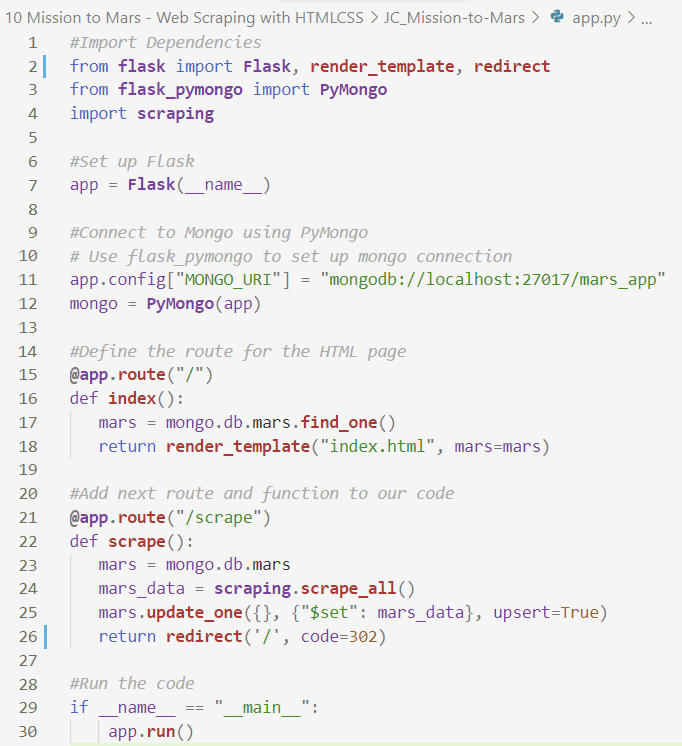 10 Mission to Mars - Web Scraping with HTMLCSS > JC_Mission-to-Mars > app.py > ...
1 #Import Dependencies
2 from flask import Flask, render_template, redirect
3 from flask_pymongo import PyMongo
4 import scraping
5
6 #Set up Flask
7 app = Flask(__name__)
8
9 #Connect to Mongo using PyMongo
10 # Use flask_pymongo to set up mongo connection
11 app.config["MONGO_URI"] = "mongodb://localhost:27017/mars_app"
12 mongo = PyMongo(app)
13
14 #Define the route for the HTML page
15 @app.route("/")
16 def index():
17    mars = mongo.db.mars.find_one()
18    return render_template("index.html", mars=mars)
19
20 #Add next route and function to our code
21 @app.route("/scrape")
22 def scrape():
23    mars = mongo.db.mars
24    mars_data = scraping.scrape_all()
25    mars.update_one({}, {"$set": mars_data}, upsert=True)
26    return redirect('/', code=302)
27
28 #Run the code
29 if __name__ == "__main__":
30     app.run()